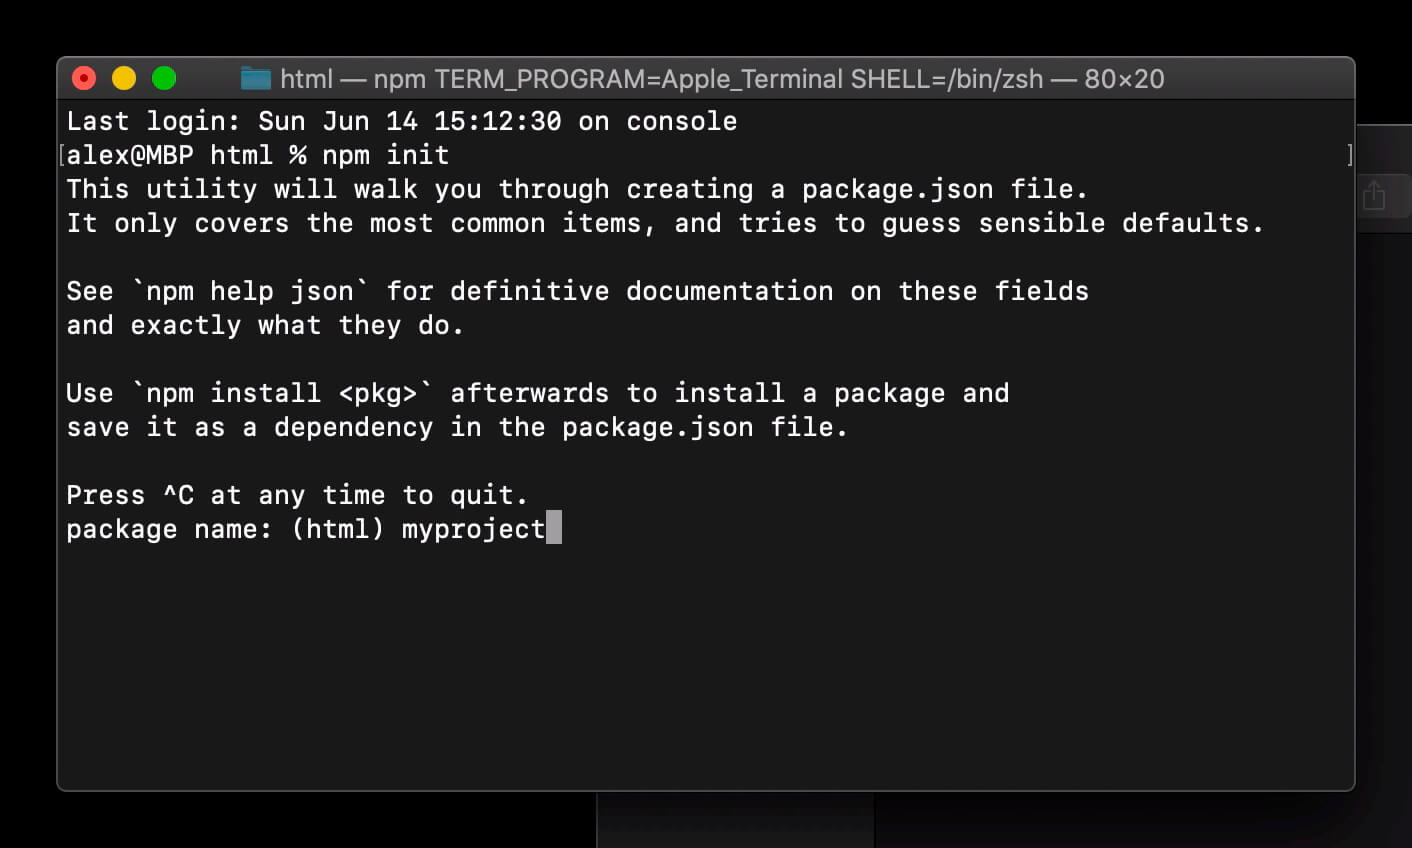 html — npm TERM_PROGRAM=Apple_Terminal SHELL=/bin/zsh — 80×20
Last login: Sun Jun 14 15:12:30 on console
[alex@MBP html % npm init ]
This utility will walk you through creating a package.json file.
It only covers the most common items, and tries to guess sensible defaults.
See `npm help json` for definitive documentation on these fields
and exactly what they do.
Use `npm install <pkg>` afterwards to install a package and
save it as a dependency in the package.json file.
Press ^C at any time to quit.
package name: (html) myproject